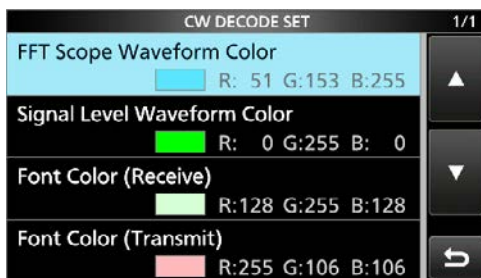 CW DECODE SET 1/1
FFT Scope Waveform Color
R: 51 G:153 B:255
Signal Level Waveform Color
R: 0 G:255 B: 0
Font Color (Receive)
R:128 G:255 B:128
Font Color (Transmit)
R:255 G:106 B:106